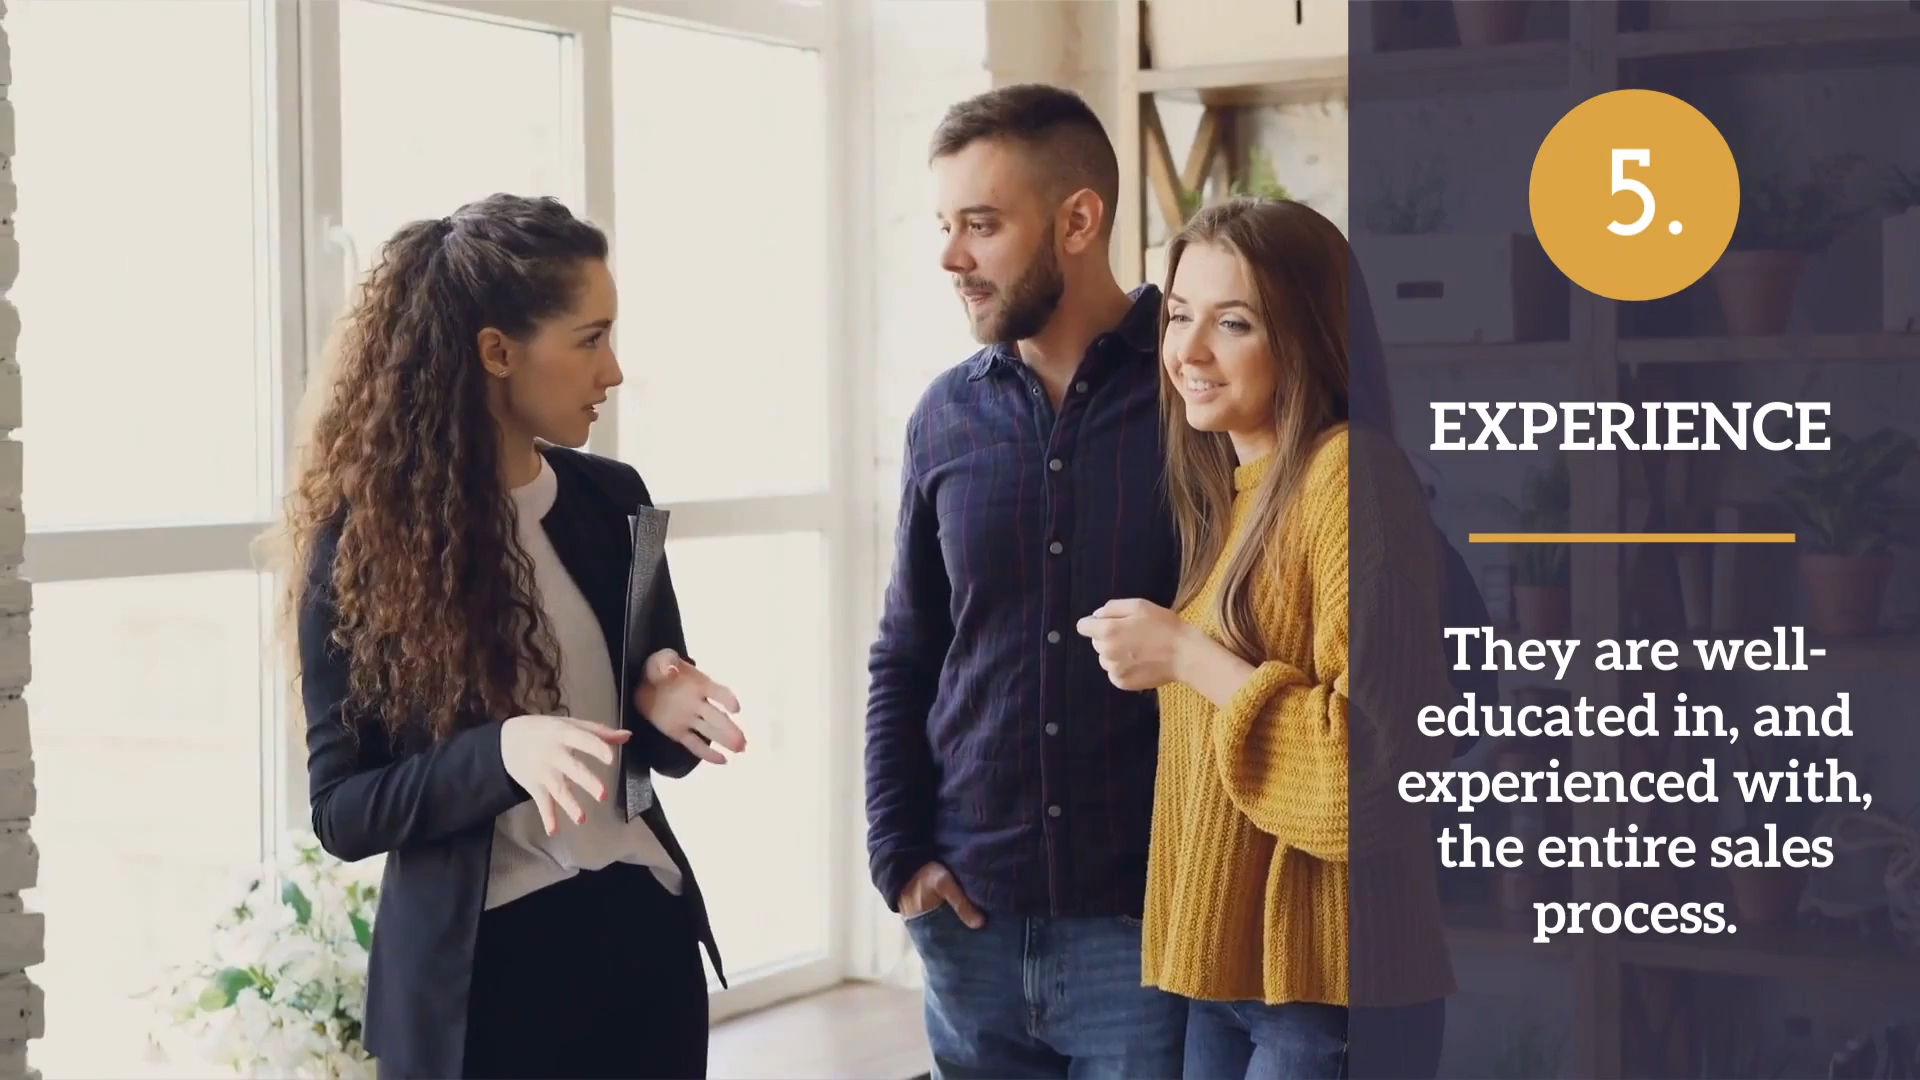 5.
EXPERIENCE
They are well-
educated in, and
experienced with,
the entire sales
process.